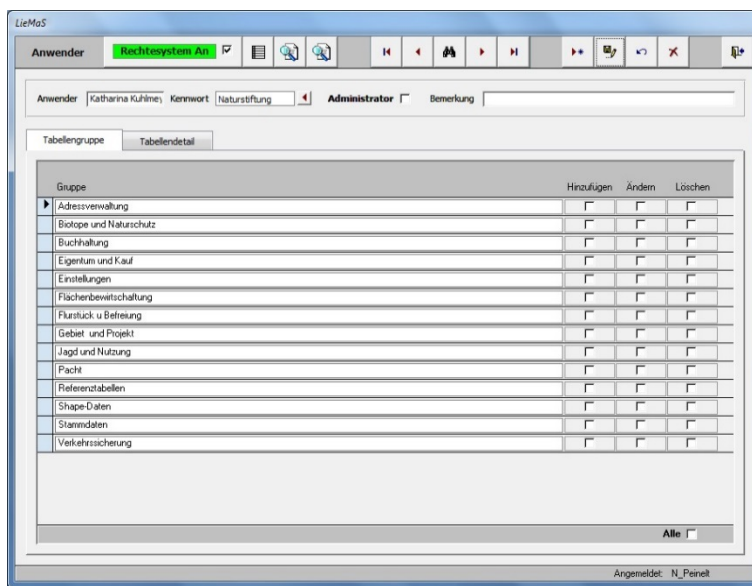 LieMaS
Anwender Rechtesystem An
Anwender Katharina Kuhlmey Kennwort Naturstiftung Administrator Bemerkung
Tabellengruppe Tabellendetail
Gruppe Hinzufügen Ändern Löschen
Adressverwaltung
Biotope und Naturschutz
Buchhaltung
Eigentum und Kauf
Einstellungen
Flächenbewirtschaftung
Flurstück u Befreiung
Gebiet und Projekt
Jagd und Nutzung
Pacht
Referenztabellen
Shape-Daten
Stammdaten
Verkehrssicherung
Alle
Angemeldet: N_Peinelt